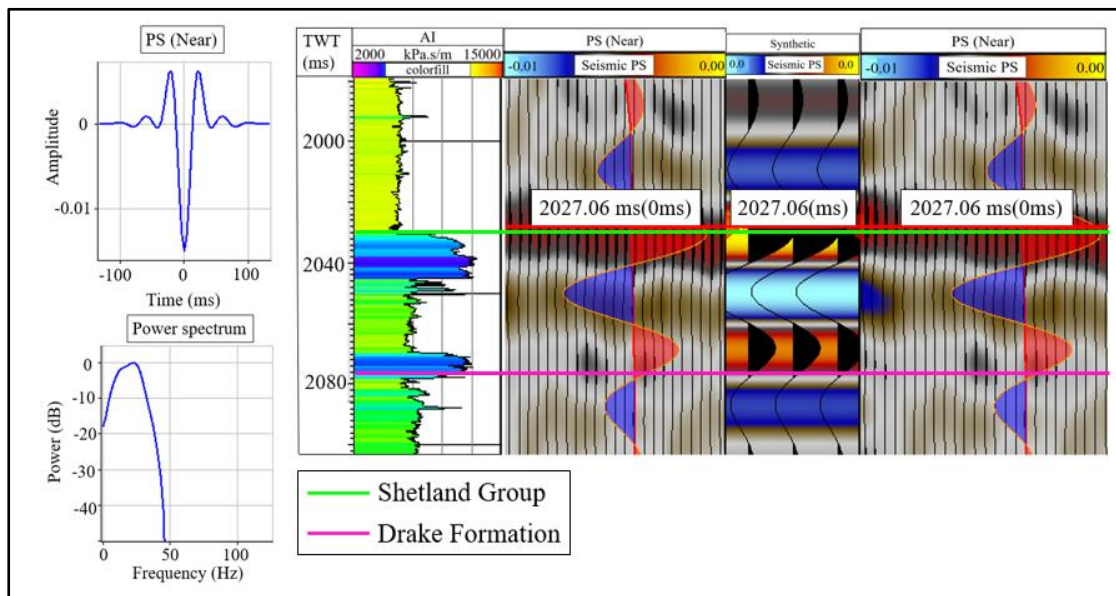 PS (Near)
0
-0.01
Amplitude
-100 0 100
Time (ms)
Power spectrum
0
-10
-20
-30
-40
Power (dB)
0 50 100
Frequency (Hz)
TWT
(ms)
2000
2040
2080
AI
2000 kPa.s/m 15000
colorfill
PS (Near)
-0.01 Seismic PS 0.00
2027.06 ms(0ms)
Synthetic
0.0 Seismic PS 0.0
2027.06(ms)
PS (Near)
-0.01 Seismic PS 0.00
2027.06 ms(0ms)
Shetland Group
Drake Formation